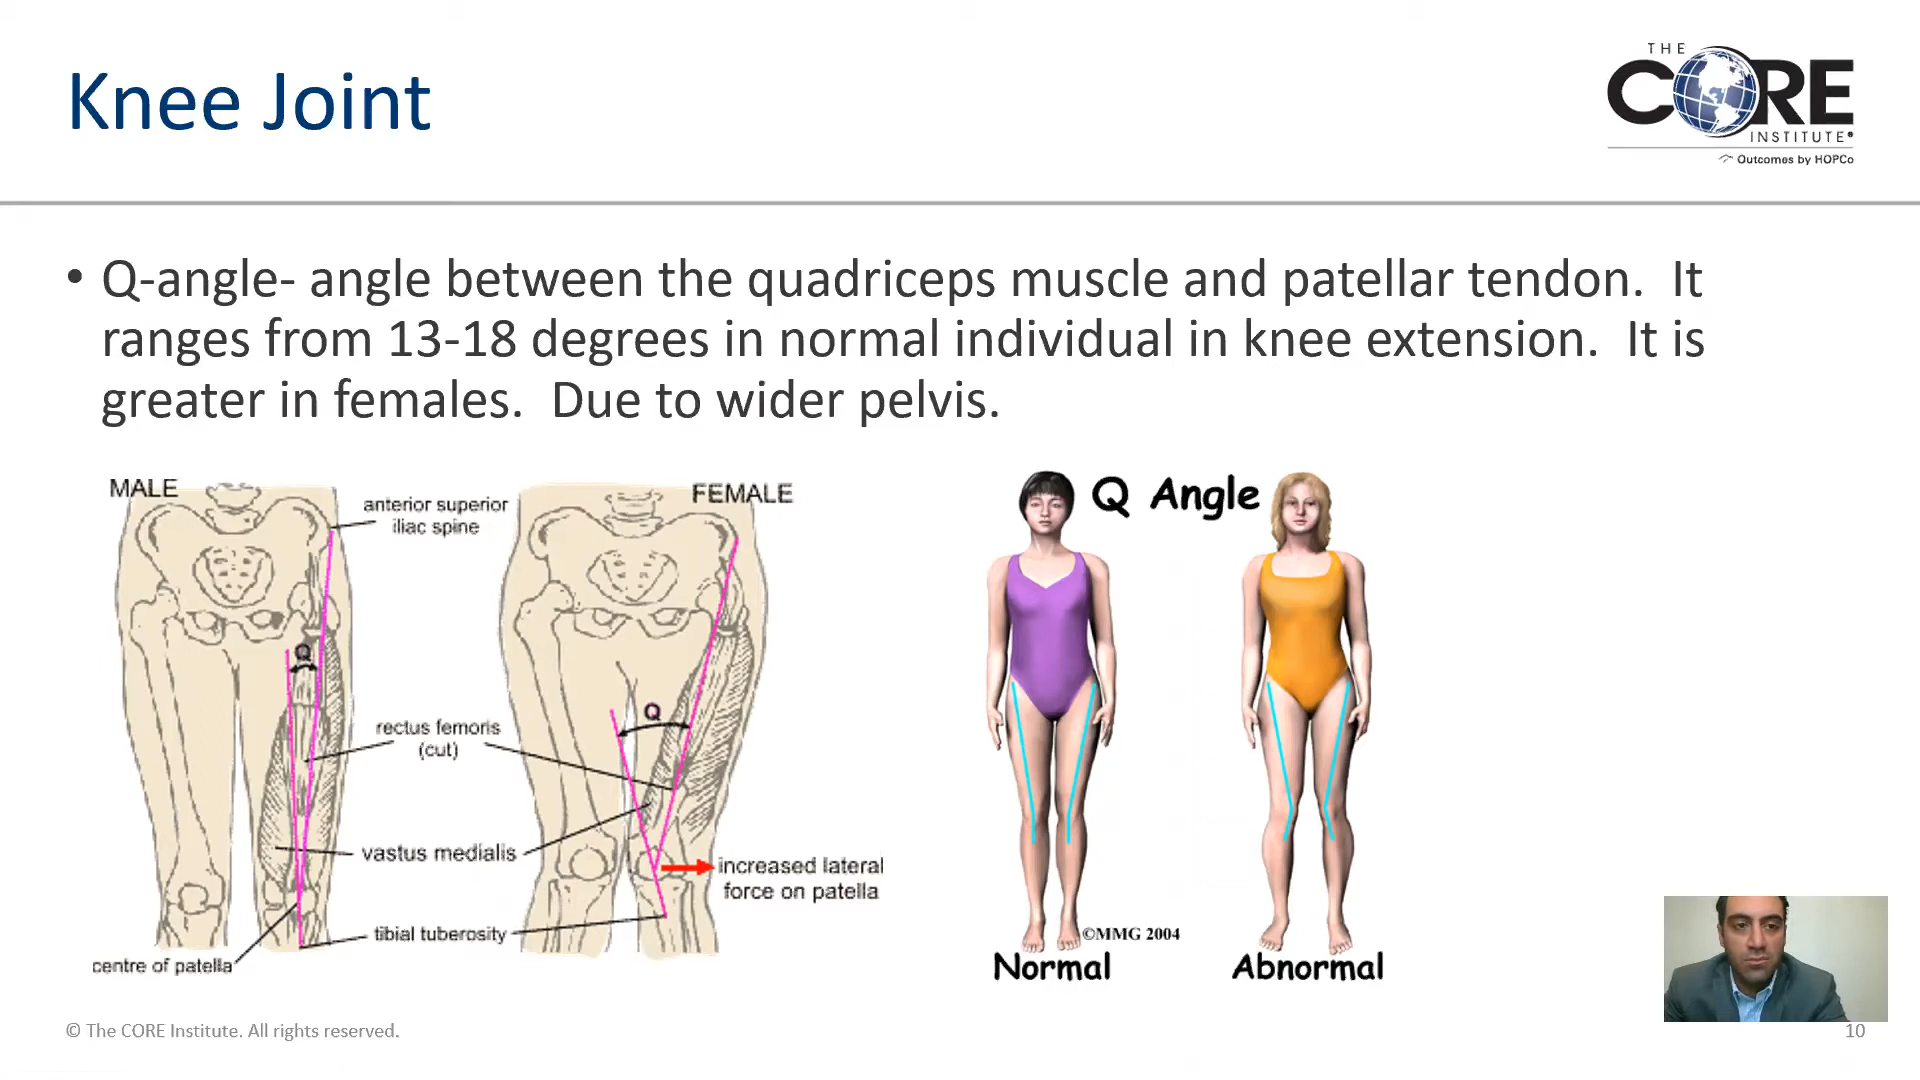 Knee Joint
THE
CORE
INSTITUTE®
Outcomes by HOPCo
• Q-angle- angle between the quadriceps muscle and patellar tendon.  It
ranges from 13-18 degrees in normal individual in knee extension.  It is
greater in females.  Due to wider pelvis.
MALE
anterior superior
iliac spine
FEMALE
Q
rectus femoris
(cut)
Q
vastus medialis
increased lateral
force on patella
tibial tuberosity
centre of patella
Q Angle
©MMG 2004
Normal
Abnormal
© The CORE Institute. All rights reserved.
10